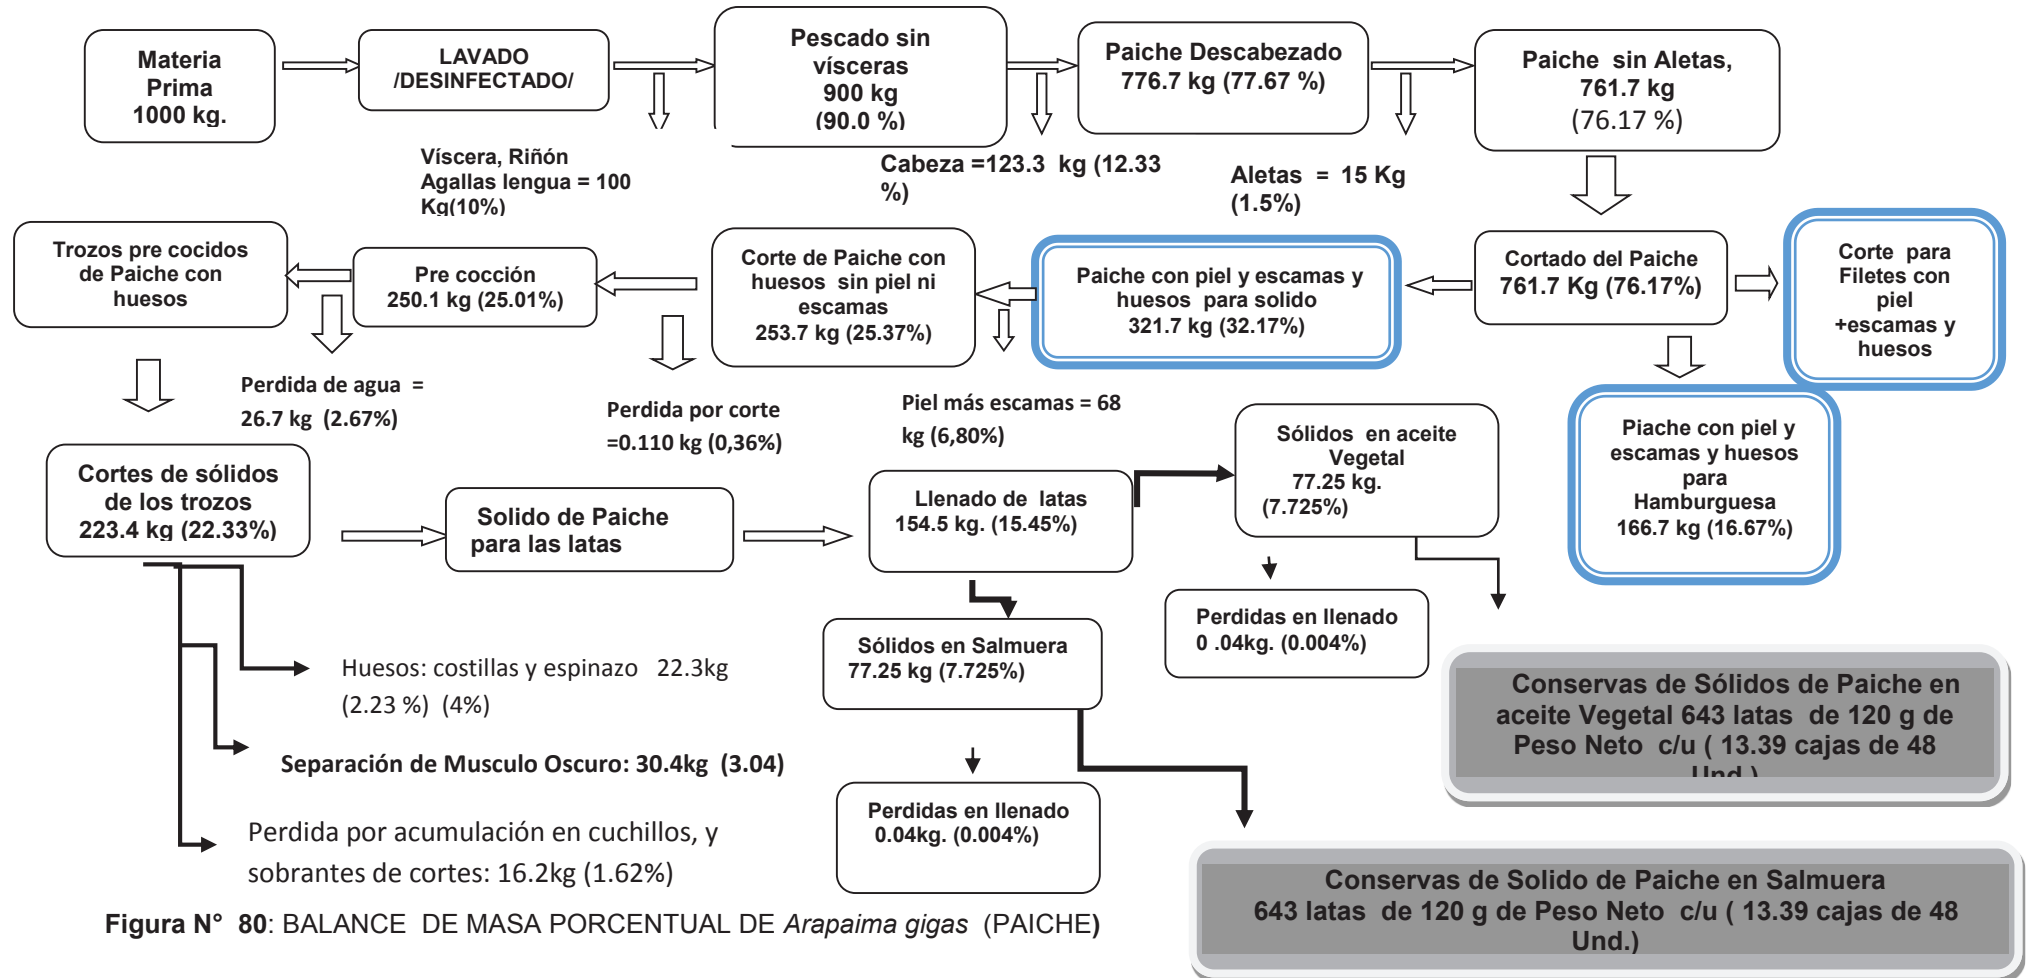 Materia
Prima
1000 kg.
LAVADO
/DESINFECTADO/
Pescado sin
vísceras
900 kg
(90.0 %)
Paiche Descabezado
776.7 kg (77.67 %)
Paiche sin Aletas,
761.7 kg
(76.17 %)
Víscera, Riñón
Agallas lengua = 100
Kg(10%)
Cabeza =123.3 kg (12.33
%)
Aletas = 15 Kg
(1.5%)
Trozos pre cocidos
de Paiche con
huesos
Pre cocción
250.1 kg (25.01%)
Corte de Paiche con
huesos sin piel ni
escamas
253.7 kg (25.37%)
Paiche con piel y escamas y
huesos para solido
321.7 kg (32.17%)
Cortado del Paiche
761.7 Kg (76.17%)
Corte para
Filetes con
piel
+escamas y
huesos
Perdida de agua =
26.7 kg (2.67%)
Perdida por corte
=0.110 kg (0,36%)
Piel más escamas = 68
kg (6,80%)
Sólidos en aceite
Vegetal
77.25 kg.
(7.725%)
Piache con piel y
escamas y huesos
para
Hamburguesa
166.7 kg (16.67%)
Cortes de sólidos
de los trozos
223.4 kg (22.33%)
Solido de Paiche
para las latas
Llenado de latas
154.5 kg. (15.45%)
Perdidas en llenado
0 .04kg. (0.004%)
Sólidos en Salmuera
77.25 kg (7.725%)
Huesos: costillas y espinazo 22.3kg
(2.23 %) (4%)
Separación de Musculo Oscuro: 30.4kg (3.04)
Perdida por acumulación en cuchillos, y
sobrantes de cortes: 16.2kg (1.62%)
Perdidas en llenado
0.04kg. (0.004%)
Conservas de Sólidos de Paiche en
aceite Vegetal 643 latas de 120 g de
Peso Neto c/u ( 13.39 cajas de 48
Und.)
Conservas de Solido de Paiche en Salmuera
643 latas de 120 g de Peso Neto c/u ( 13.39 cajas de 48
Und.)
Figura N° 80: BALANCE DE MASA PORCENTUAL DE Arapaima gigas (PAICHE)